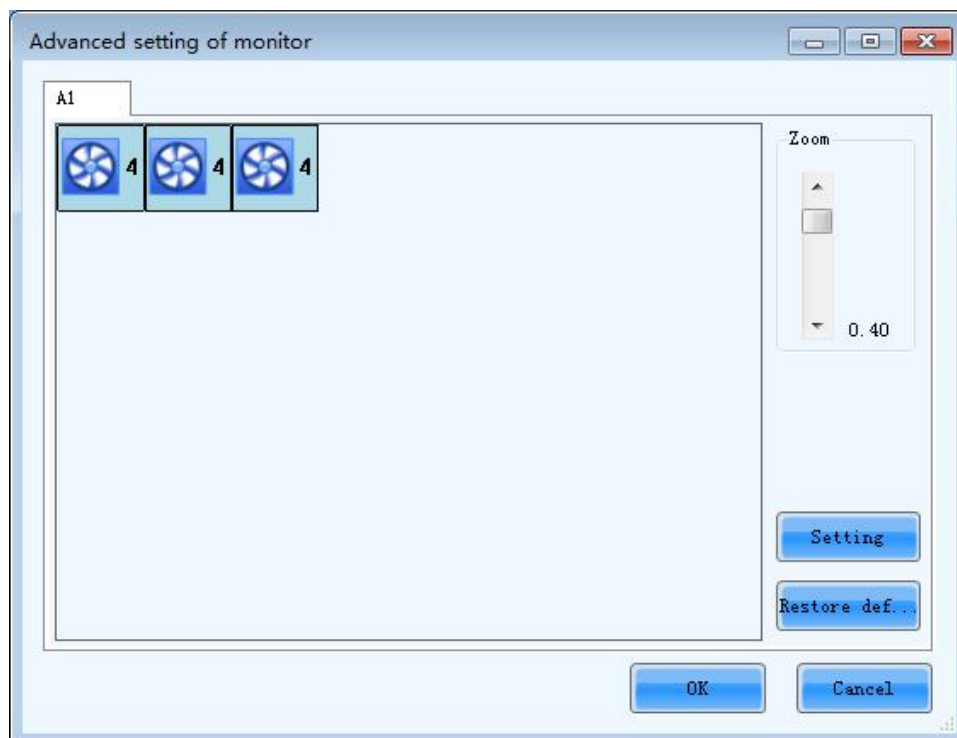 Advanced setting of monitor
A1
4 4 4
Zoom
0.40
Setting
Restore def...
OK
Cancel